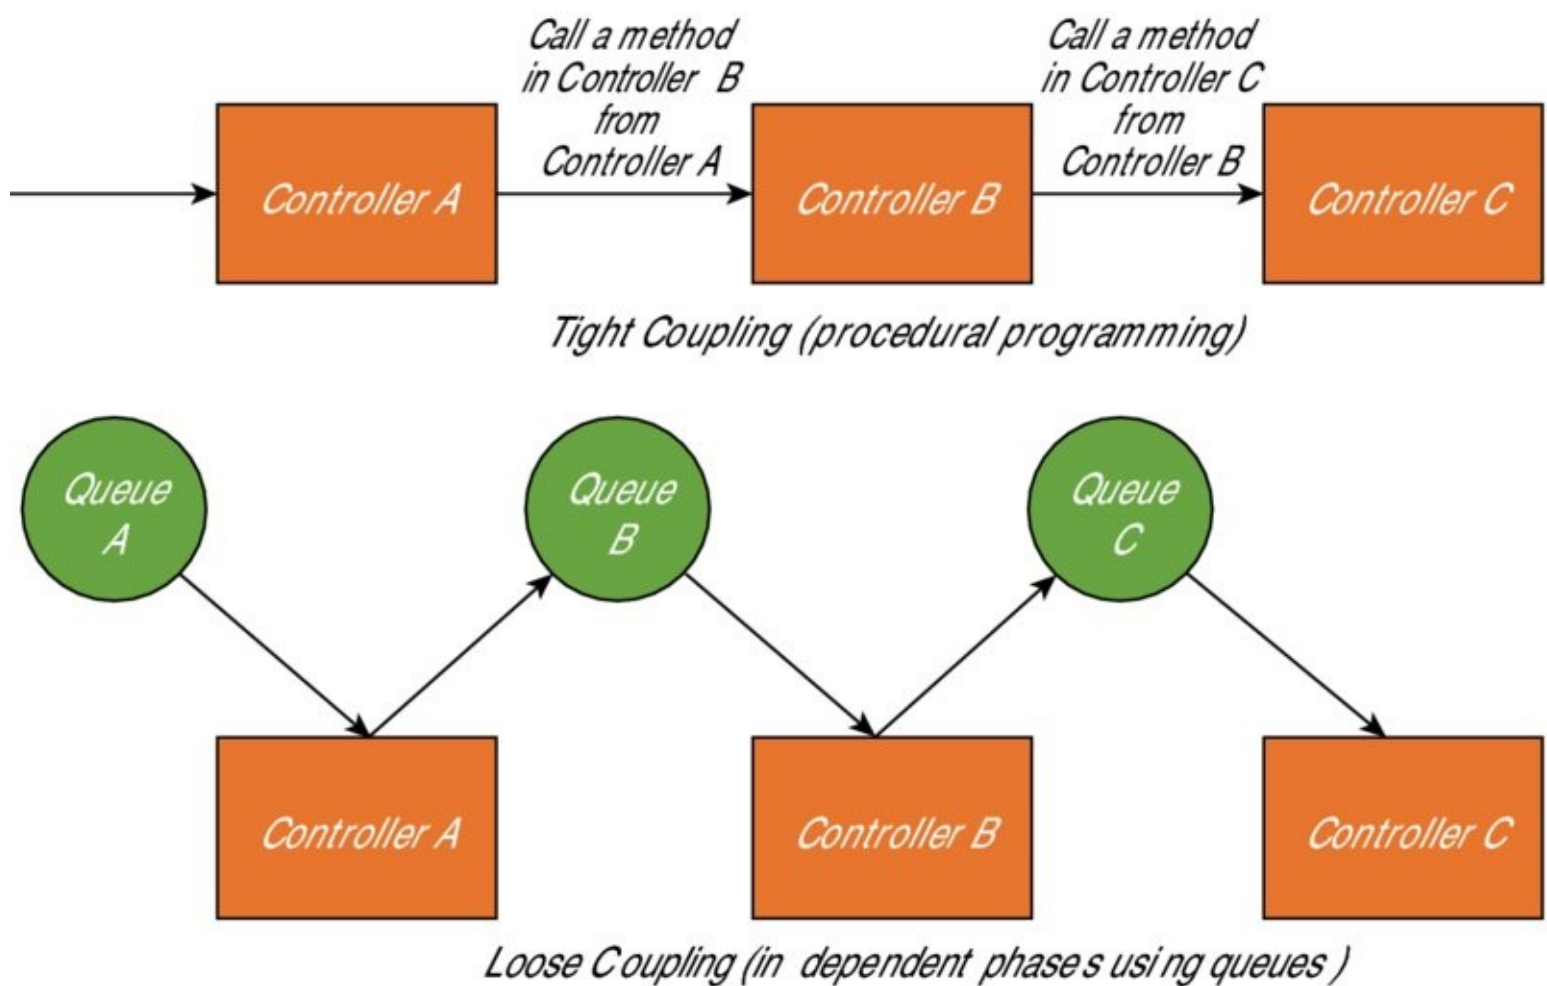 Call a method
in Controller B
from
Controller A
Call a method
in Controller C
from
Controller B
Controller A
Controller B
Controller C
Tight Coupling (procedural programming)
Queue
A
Queue
B
Queue
C
Controller A
Controller B
Controller C
Loose Coupling (in dependent phases using queues )